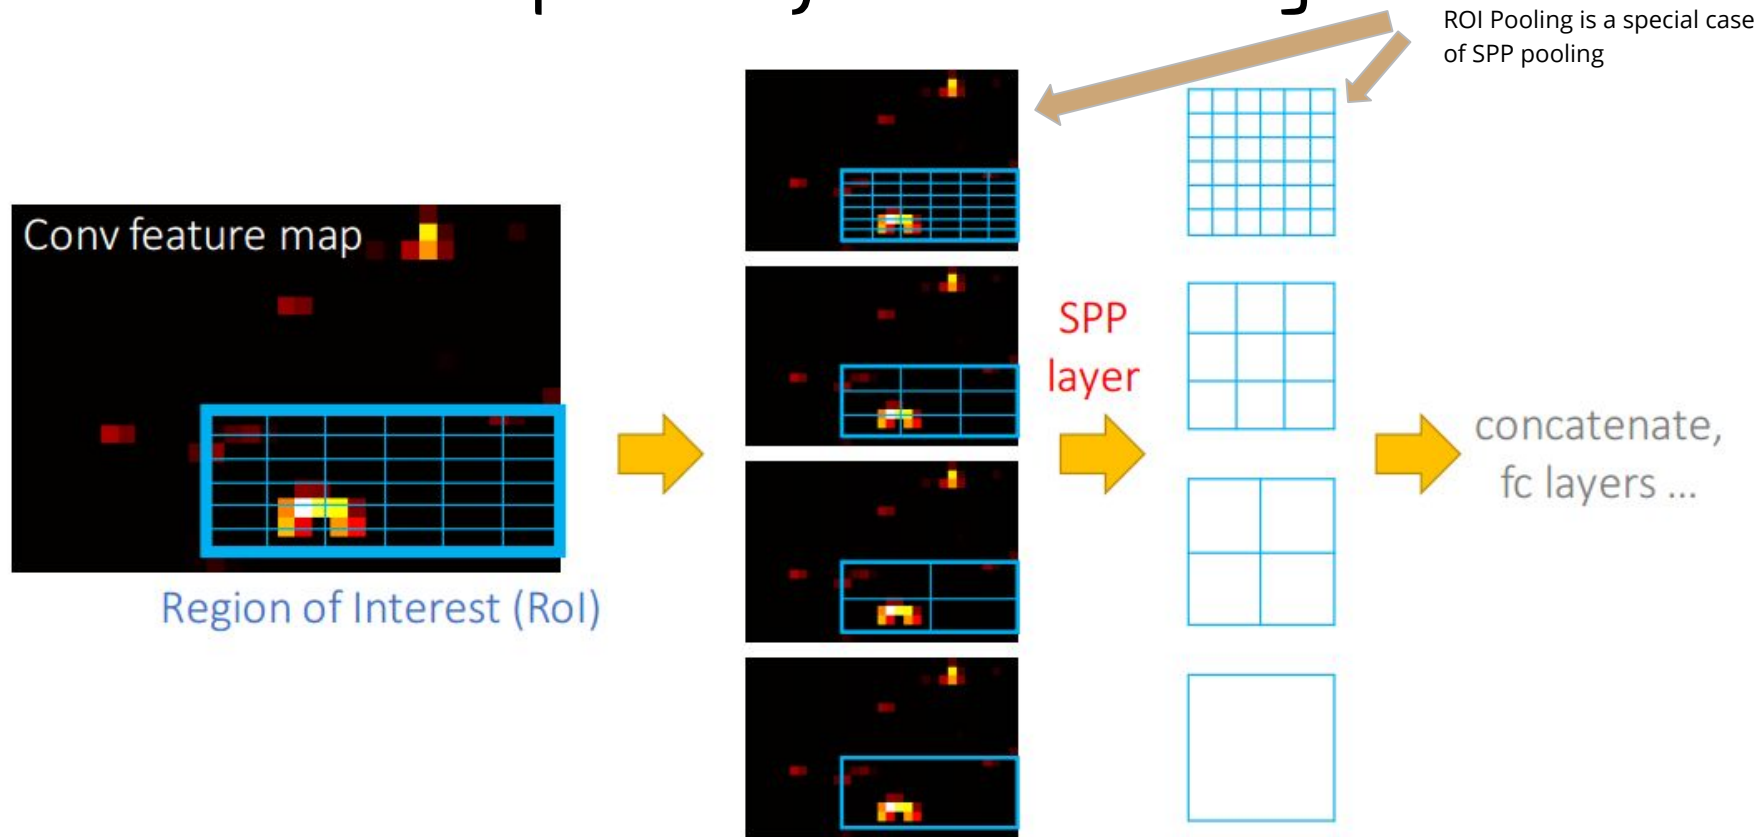 ROI Pooling is a special case
of SPP pooling
Conv feature map
SPP
layer
concatenate,
fc layers ...
Region of Interest (RoI)